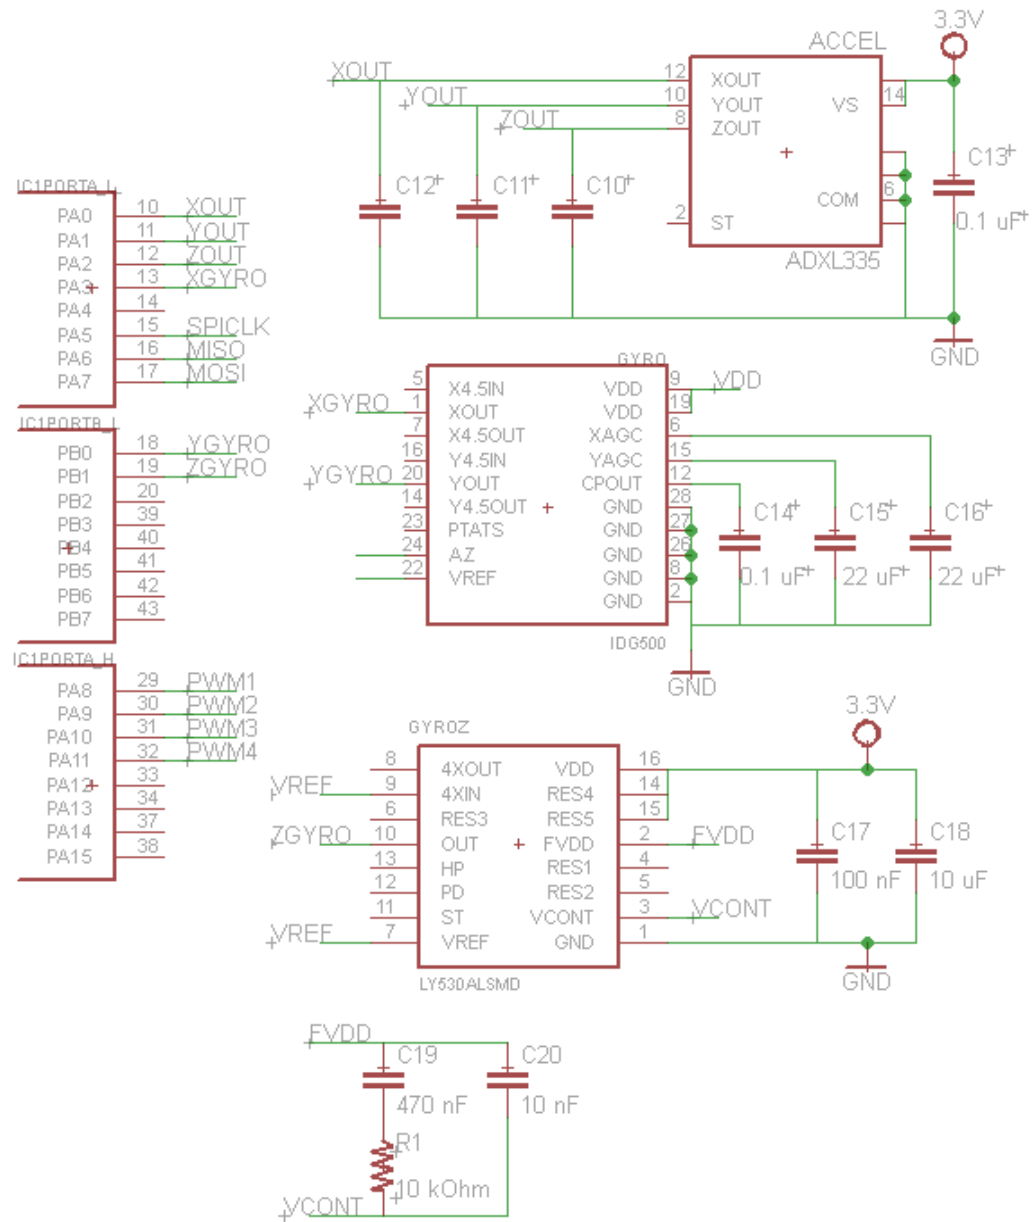 3.3V
ACCEL
XOUT
12
XOUT
YOUT
10
YOUT
VS
14
ZOUT
8
ZOUT
C13
C12
C11
C10
6
COM
2
ST
0.1 uF
ADXL335
GND
IC1PORTA_L
PA0 10 XOUT
PA1 11 YOUT
PA2 12 ZOUT
PA3 13 XGYRO
PA4 14
PA5 15 SPICLK
PA6 16 MISO
PA7 17 MOSI
IC1PORTB_L
PB0 18 YGYRO
PB1 19 ZGYRO
PB2 20
PB3 39
PB4 40
PB5 41
PB6 42
PB7 43
IC1PORTA_H
PA8 29 PWM1
PA9 30 PWM2
PA10 31 PWM3
PA11 32 PWM4
PA12 33
PA13 34
PA14 37
PA15 38
GYRO
5 X4.5IN VDD 9 VDD
XGYRO 1 XOUT VDD 19
7 X4.5OUT XAGC 6
16 Y4.5IN YAGC 15
YGYRO 20 YOUT CPOUT 12
14 Y4.5OUT GND 28
23 PTATS GND 27
24 AZ GND 26
22 VREF GND 8
GND 2
C14 C15 C16
0.1 uF 22 uF 22 uF
IDG500
GND
3.3V
GYROZ
8 4XOUT VDD 16
VREF 9 4XIN RES4 14
6 RES3 RES5 15
ZGYRO 10 OUT FVDD 2 FVDD
13 HP RES1 4
12 PD RES2 5
11 ST VCONT 3 VCONT
VREF 7 VREF GND 1
C17 C18
100 nF 10 uF
LY530ALSMD
GND
FVDD
C19 C20
470 nF 10 nF
R1
10 kOhm
VCONT